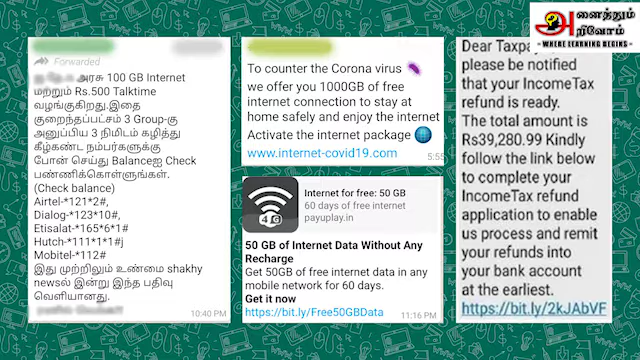 அனைத்தும்
அறிவோம்
- WHERE LEARNING BEGINS -
Forwarded
அரசு 100 GB Internet
மற்றும் Rs.500 Talktime
வழங்குகிறது.இதை
குறைந்தப்பட்சம் 3 Group-கு
அனுப்பிய 3 நிமிடம் கழித்து
கீழ்கண்ட நம்பர்களுக்கு
போன் செய்து Balanceஐ Check
பண்ணிக்கொள்ளுங்கள்.
(Check balance)
Airtel-*121*2#,
Dialog-*123*10#,
Etisalat-*165*6*1#
Hutch-*111*1*1#j
Mobitel-*112#
இது முற்றிலும் உண்மை shakhy
newsல் இன்று இந்த பதிவு
வெளியானது.
10:40 PM
To counter the Corona virus 🦠
we offer you 1000GB of free
internet connection to stay at
home safely and enjoy the internet
Activate the internet package 🌐
www.internet-covid19.com
5:55
4G
Internet for free: 50 GB
60 days of free internet
payuplay.in
50 GB of Internet Data Without Any
Recharge
Get 50GB of free internet data in any
mobile network for 60 days.
Get it now
https://bit.ly/Free50GBData
11:16 PM
Dear Taxpa
please be notified
that your IncomeTax
refund is ready.
The total amount is
Rs39,280.99 Kindly
follow the link below
to complete your
IncomeTax refund
application to enable
us process and remit
your refunds into
your bank account
at the earliest.
https://bit.ly/2kJAbVF